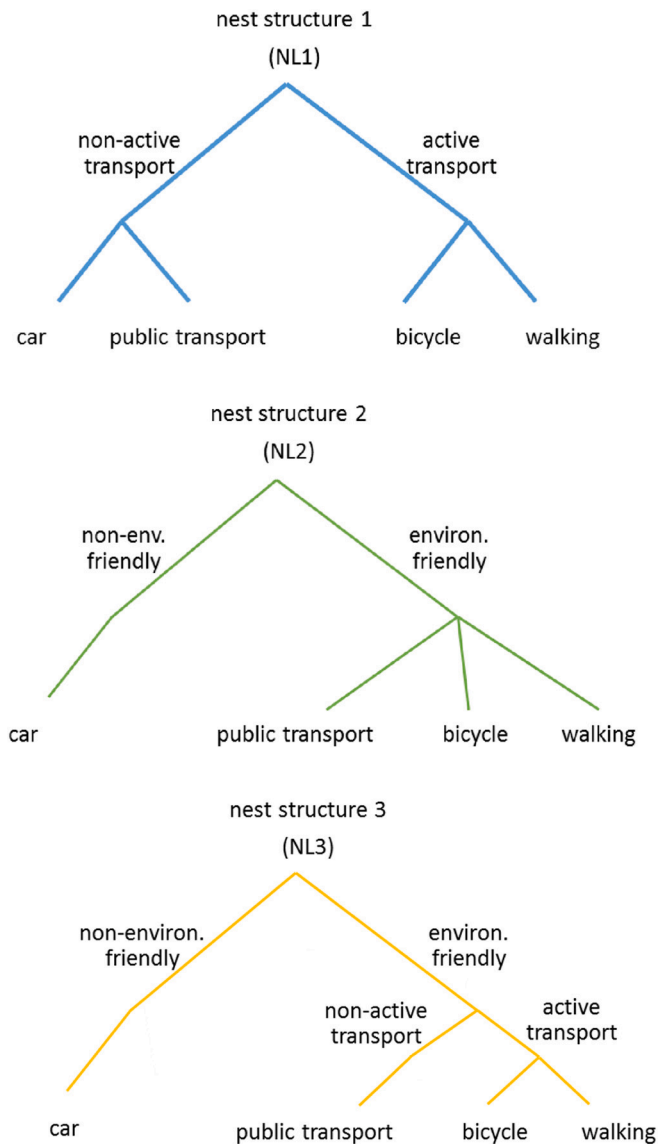 nest structure 1
(NL1)
non-active
transport
active
transport
car
public transport
bicycle
walking
nest structure 2
(NL2)
non-env.
friendly
environ.
friendly
car
public transport
bicycle
walking
nest structure 3
(NL3)
non-environ.
friendly
environ.
friendly
non-active
transport
active
transport
car
public transport
bicycle
walking